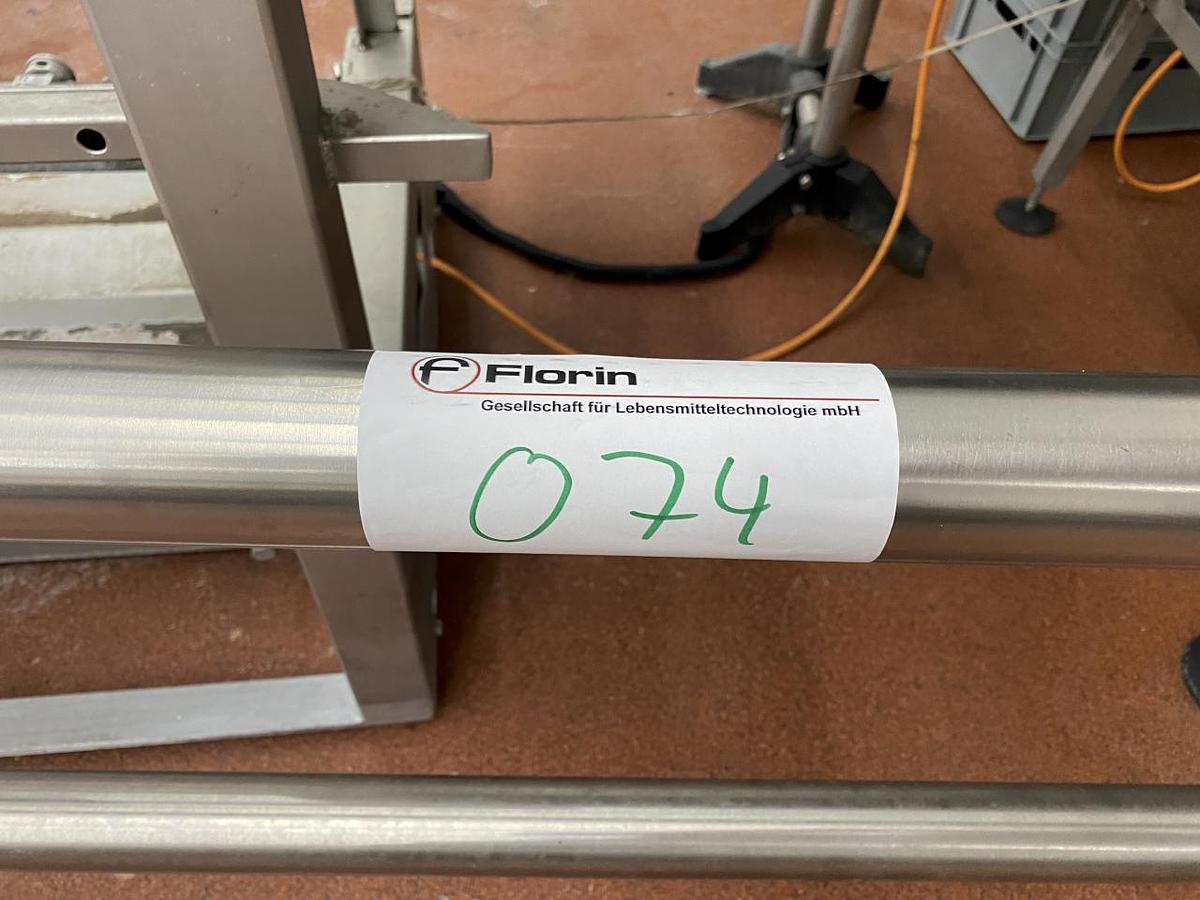 f Florin
Gesellschaft für Lebensmitteltechnologie mbH
074